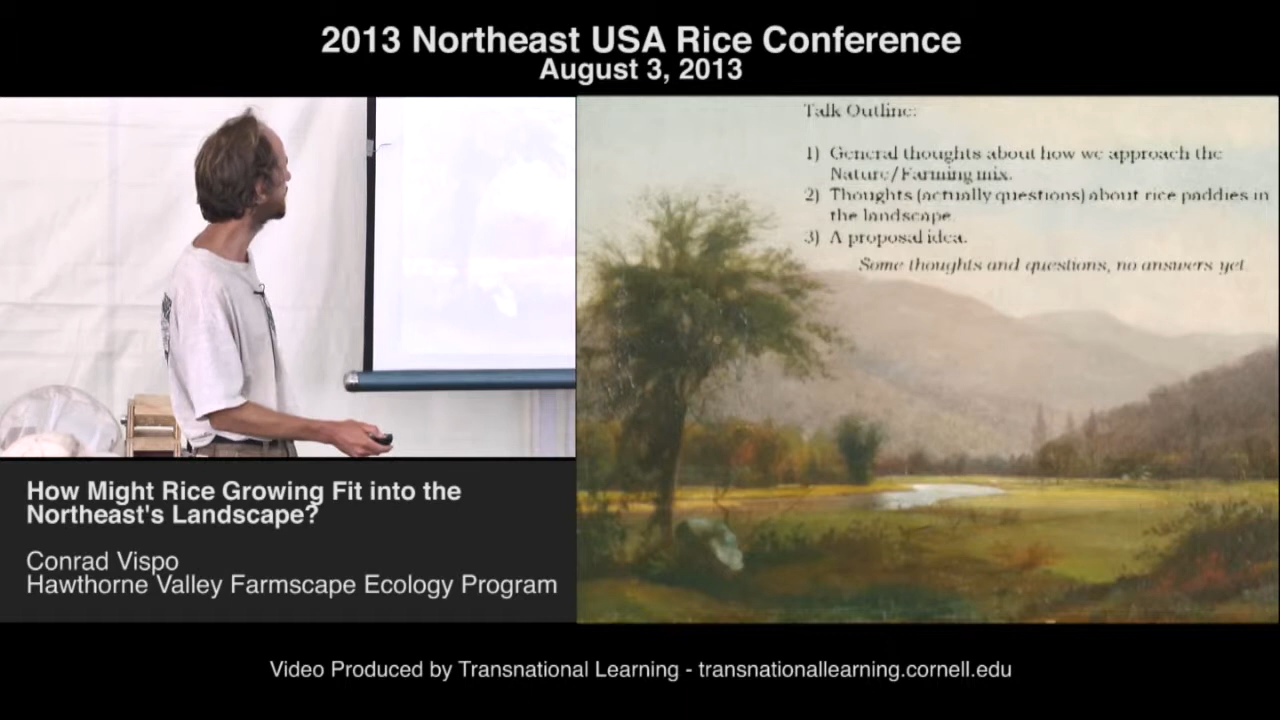 2013 Northeast USA Rice Conference
August 3, 2013
Talk Outline:
1) General thoughts about how we approach the
Nature/Farming mix.
2) Thoughts (actually questions) about rice paddies in
the landscape.
3) A proposal idea.
Some thoughts and questions, no answers yet
How Might Rice Growing Fit into the
Northeast's Landscape?
Conrad Vispo
Hawthorne Valley Farmscape Ecology Program
Video Produced by Transnational Learning - transnationallearning.cornell.edu